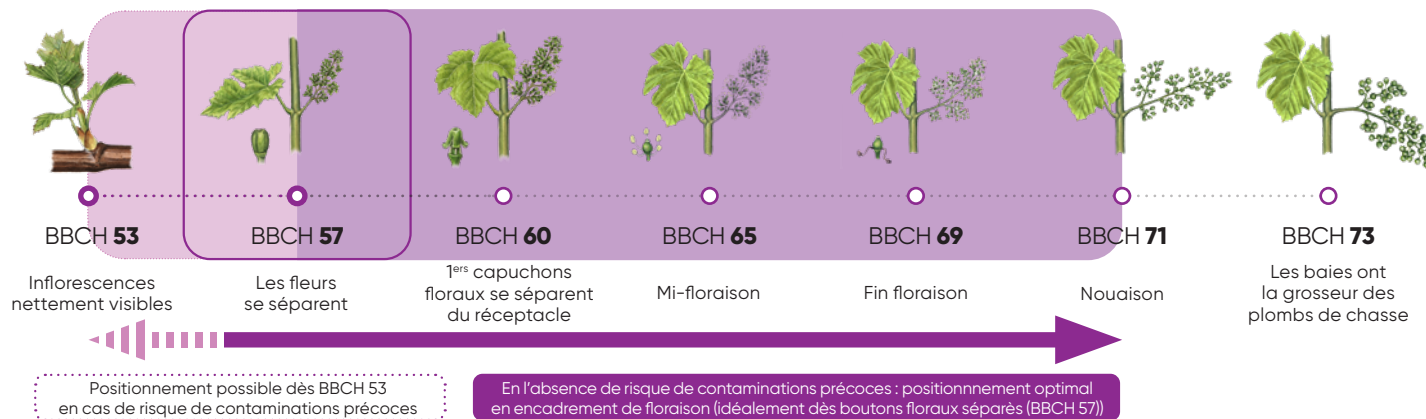 BBCH 53
BBCH 57
BBCH 60
BBCH 65
BBCH 69
BBCH 71
BBCH 73
Inflorescences
nettement visibles
Les fleurs
se séparent
1ers capuchons
floraux se séparent
du réceptacle
Mi-floraison
Fin floraison
Nouaison
Les baies ont
la grosseur des
plombs de chasse
Positionnement possible dès BBCH 53
en cas de risque de contaminations précoces
En l'absence de risque de contaminations précoces : positionnnement optimal
en encadrement de floraison (idéalement dès boutons floraux séparès (BBCH 57))